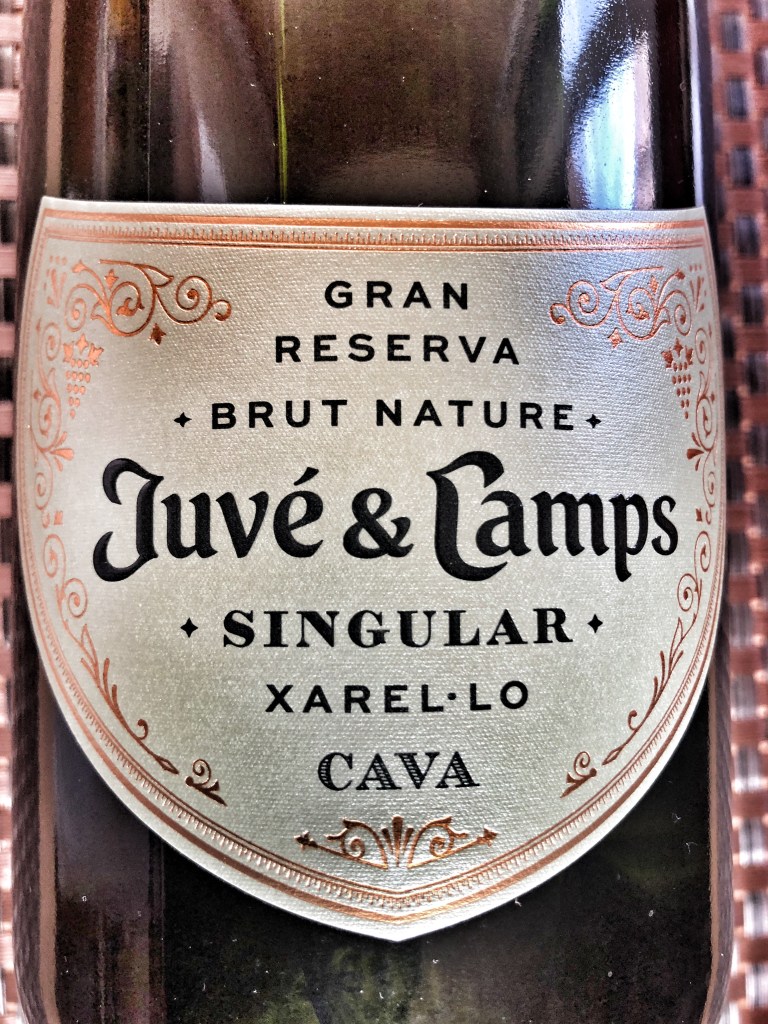 GRAN
RESERVA
BRUT NATURE
Juvé & Camps
SINGULAR
XAREL·LO
CAVA